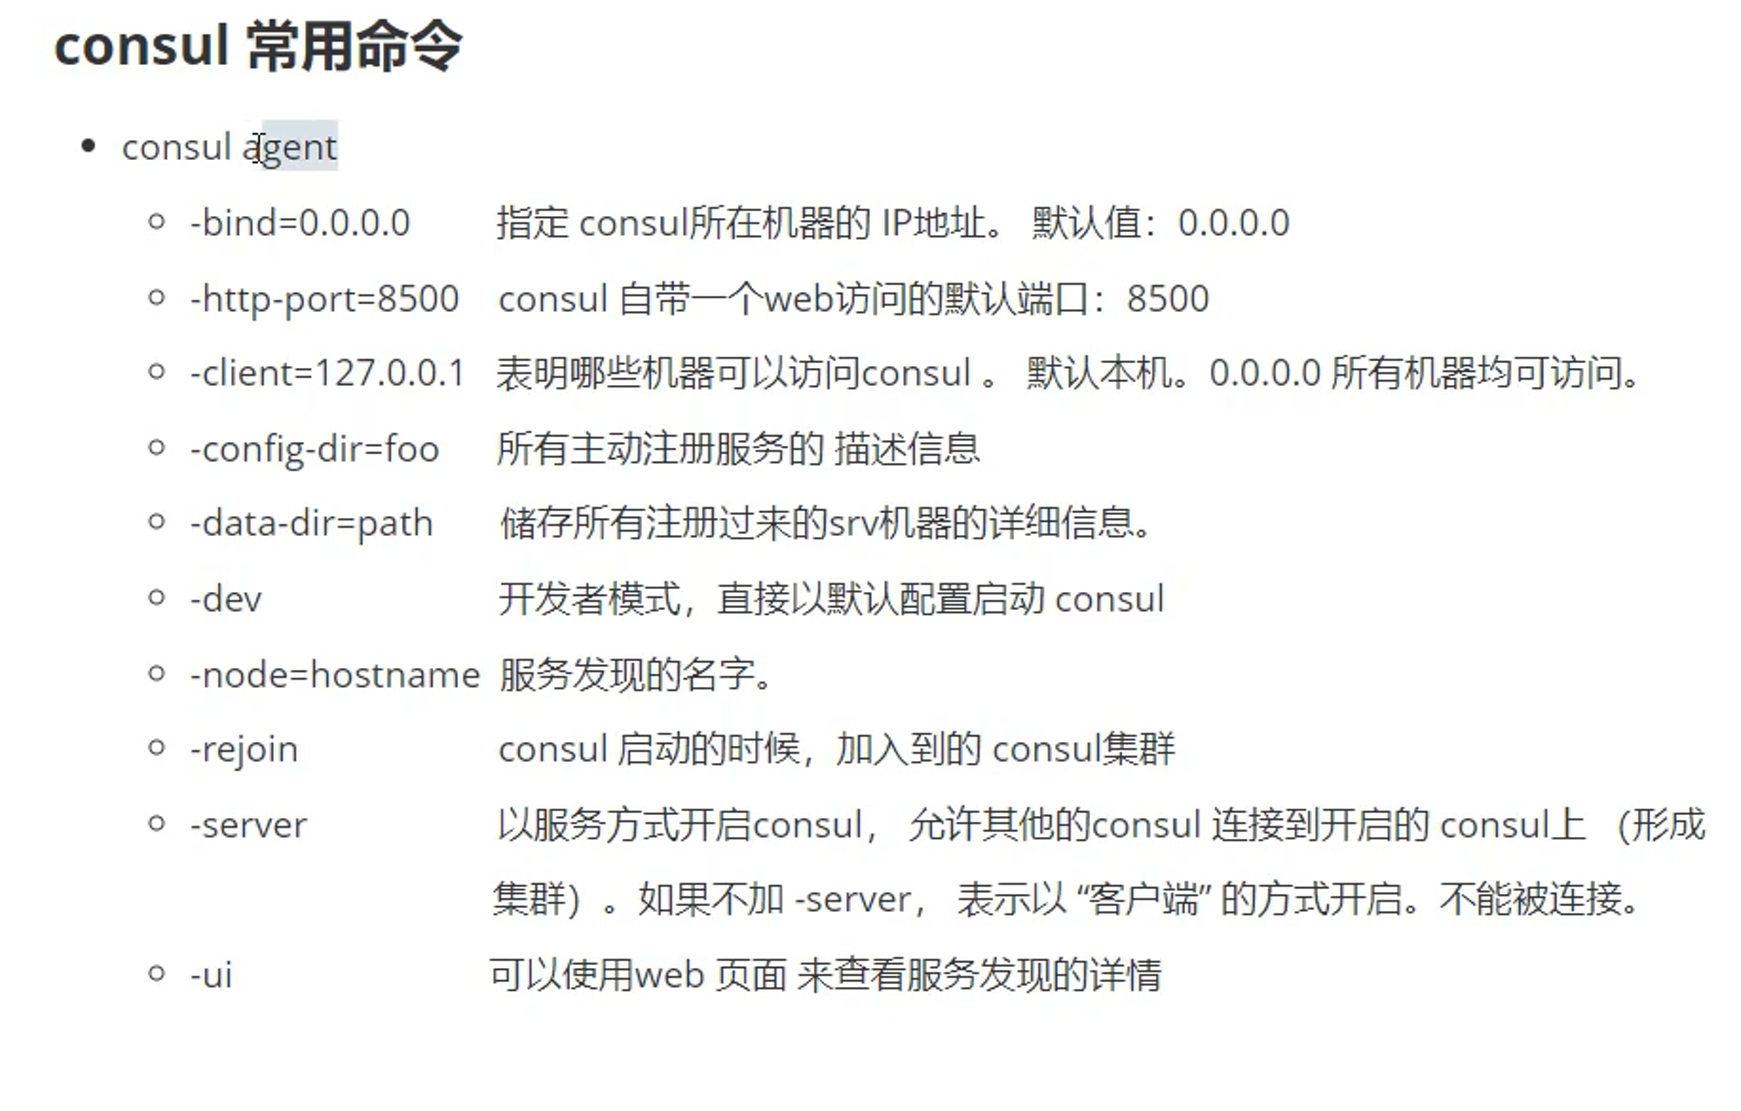 consul 常用命令
consul agent
-bind=0.0.0.0 指定 consul所在机器的 IP地址。 默认值：0.0.0.0
-http-port=8500 consul 自带一个web访问的默认端口：8500
-client=127.0.0.1 表明哪些机器可以访问consul 。 默认本机。0.0.0.0 所有机器均可访问。
-config-dir=foo 所有主动注册服务的 描述信息
-data-dir=path 储存所有注册过来的srv机器的详细信息。
-dev 开发者模式，直接以默认配置启动 consul
-node=hostname 服务发现的名字。
-rejoin consul 启动的时候，加入到的 consul集群
-server 以服务方式开启consul， 允许其他的consul 连接到开启的 consul上 （形成
集群）。如果不加 -server， 表示以 “客户端” 的方式开启。不能被连接。
-ui 可以使用web 页面 来查看服务发现的详情